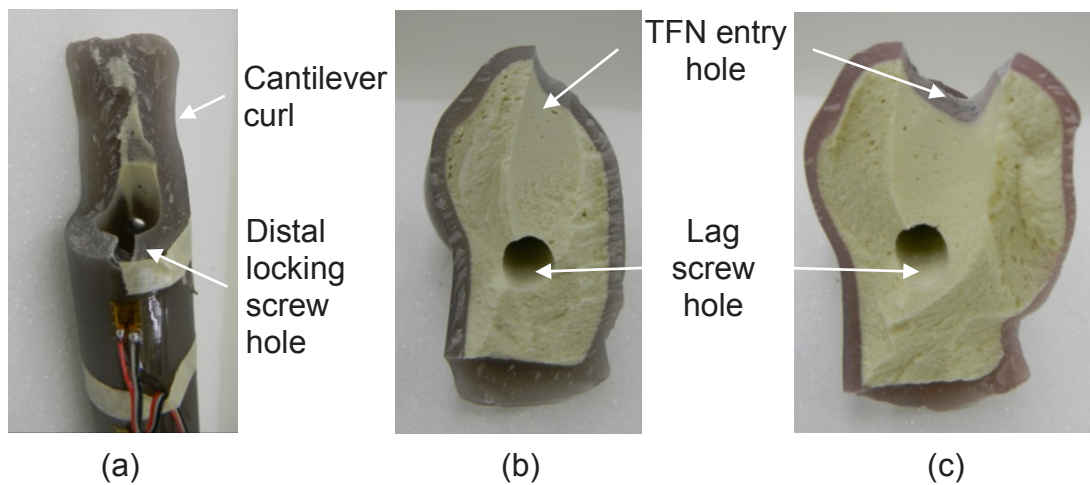 Cantilever
curl
Distal
locking
screw
hole
TFN entry
hole
Lag
screw
hole
(a)
(b)
(c)